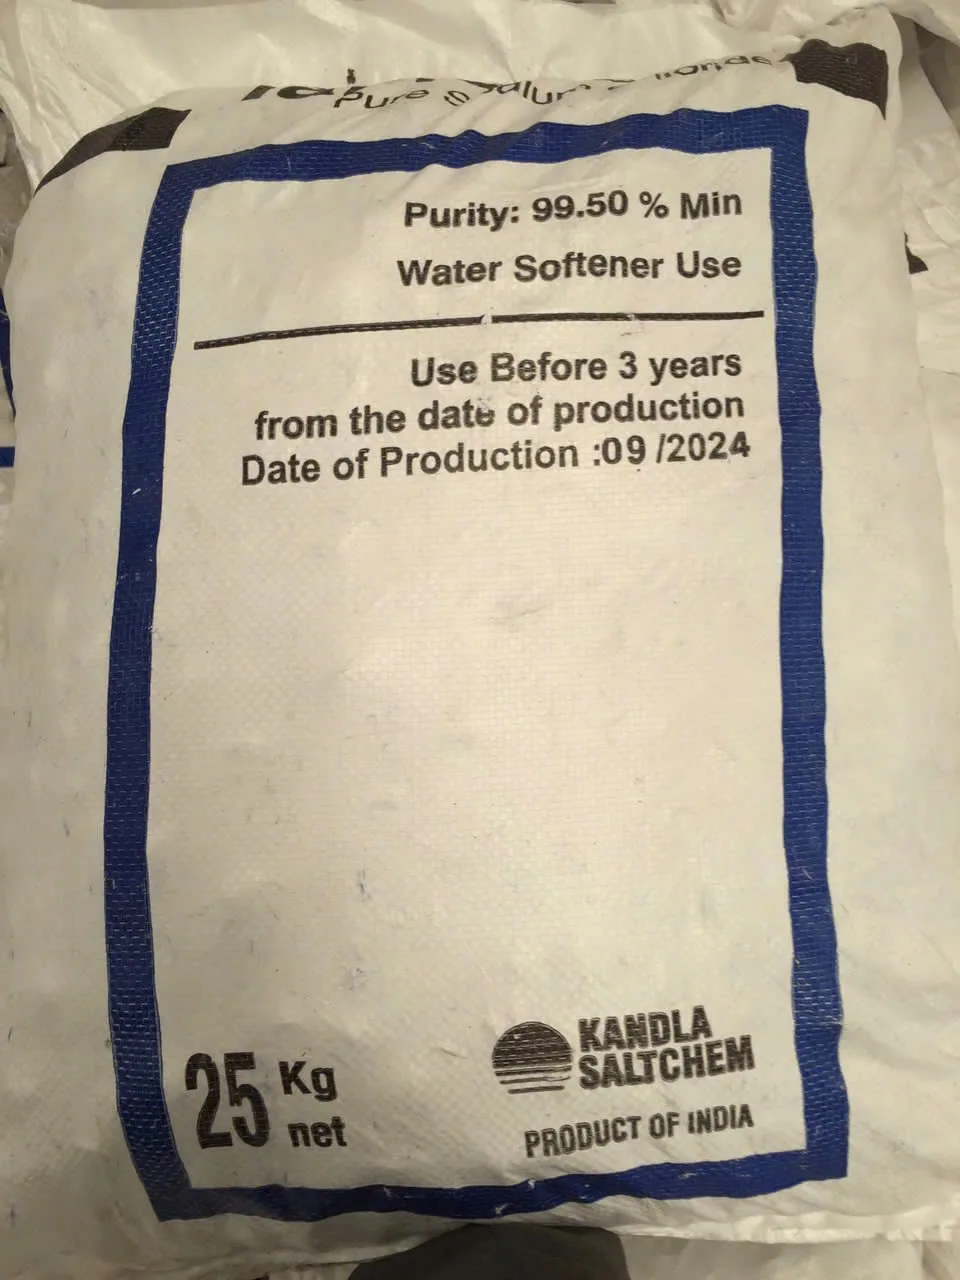 Pure
Purity: 99.50 % Min
Water Softener Use
Use Before 3 years
from the date of production
Date of Production :09 /2024
25 Kg
net
KANDLA
SALTCHEM
PRODUCT OF INDIA